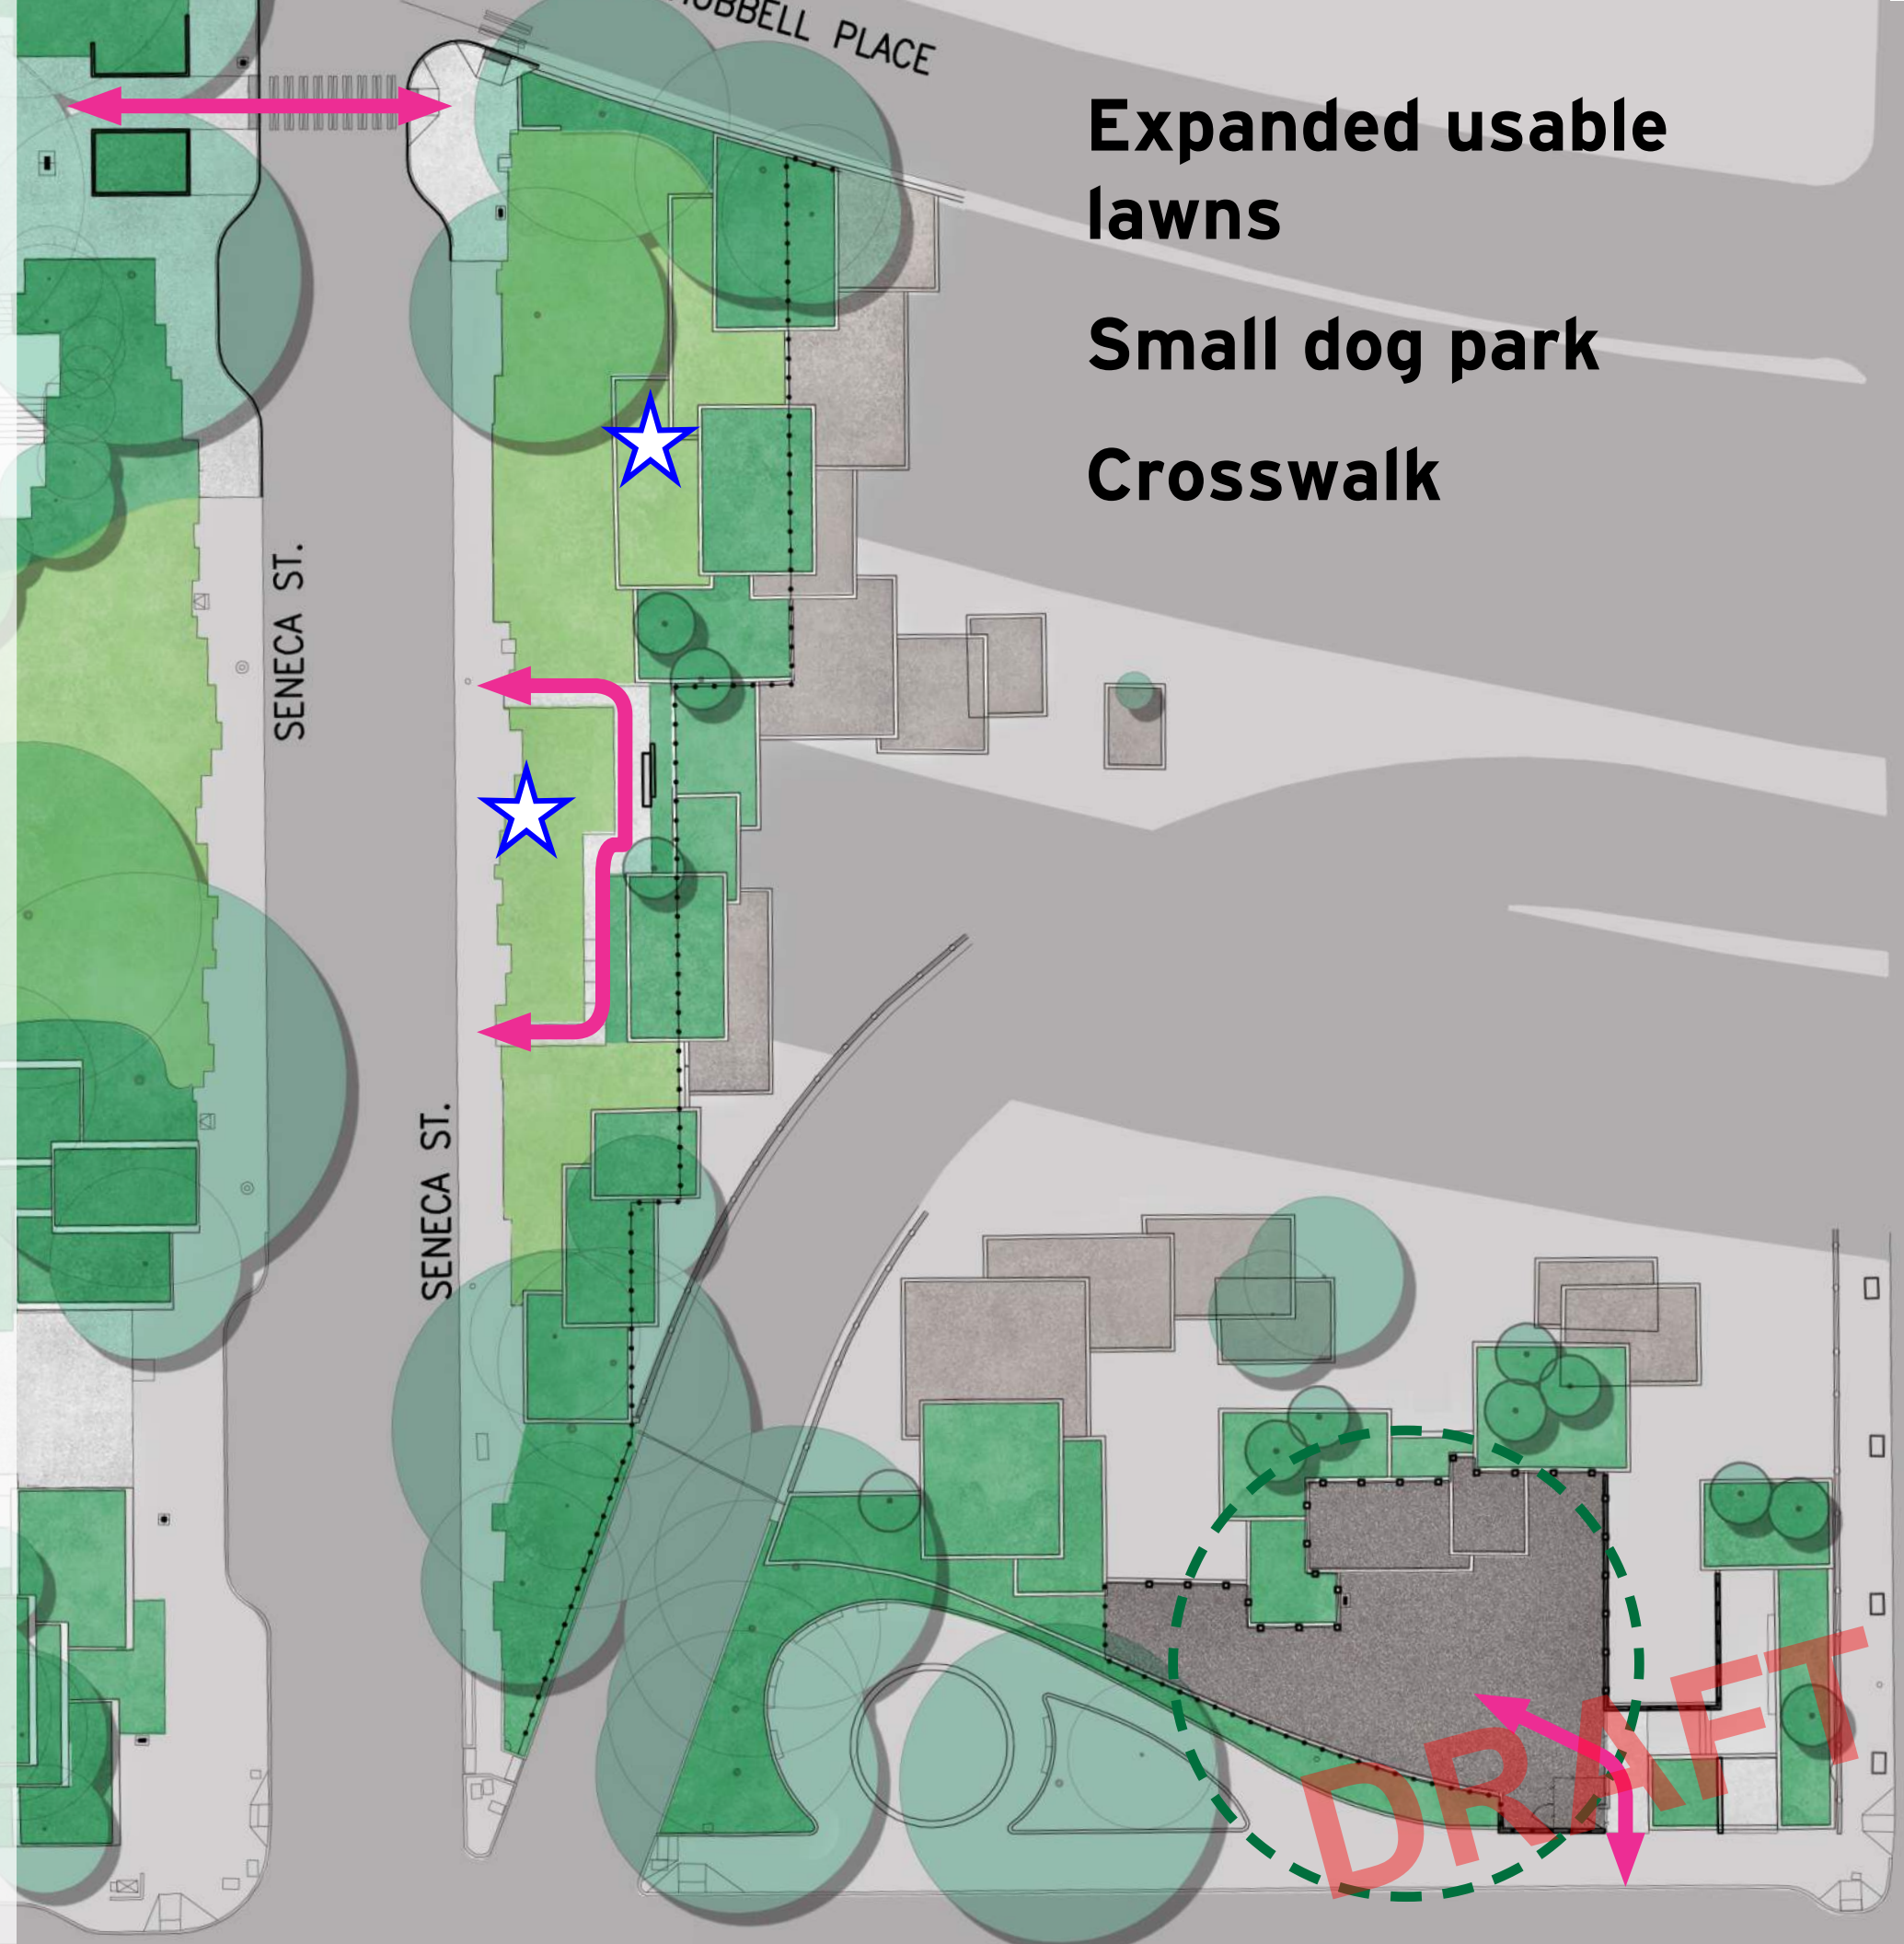 PLACE
Expanded usable
lawns
Small dog park
Crosswalk
SENECA ST.
SENECA ST.
DRAFT